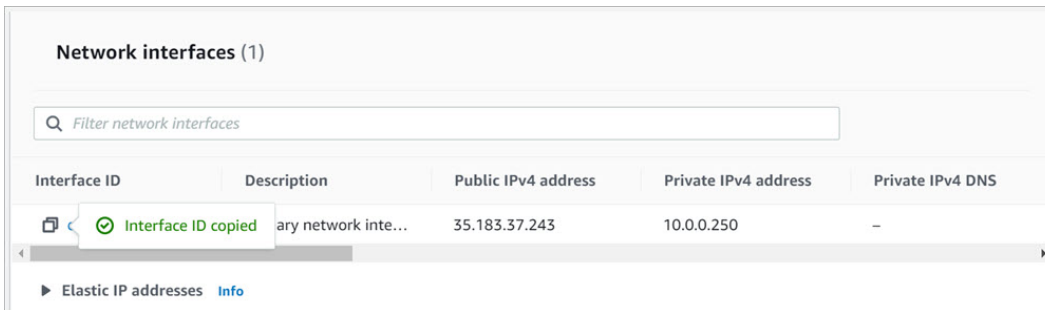 Network interfaces (1)
Filter network interfaces
Interface ID Description Public IPv4 address Private IPv4 address Private IPv4 DNS
Interface ID copied ary network inte... 35.183.37.243 10.0.0.250 –
Elastic IP addresses Info